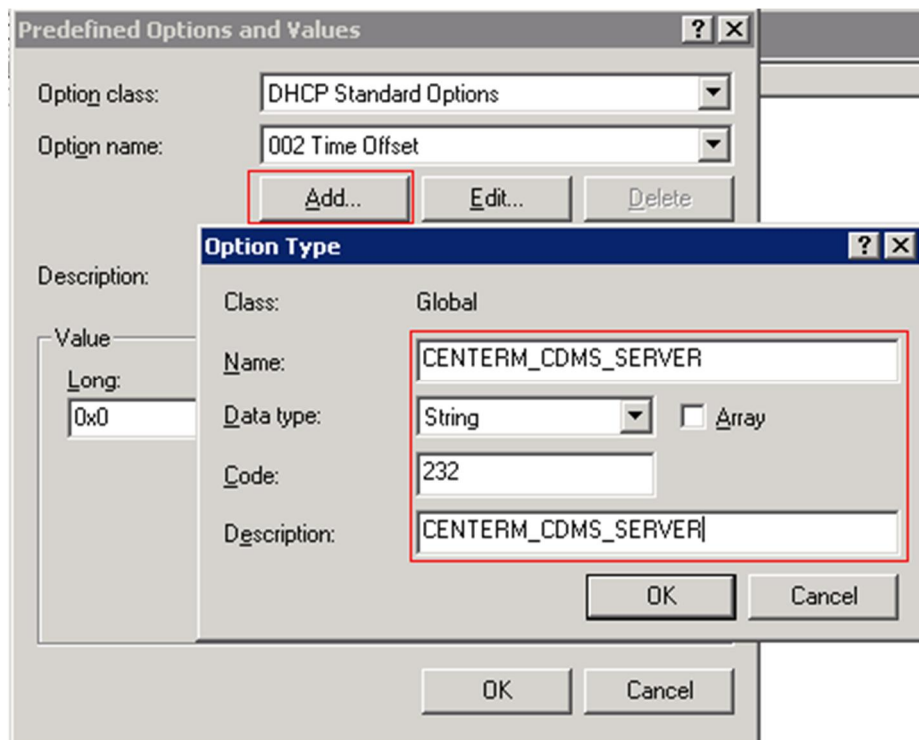 Predefined Options and Values
Option class: DHCP Standard Options
Option name: 002 Time Offset
Add... Edit... Delete
Description:
Value
Long:
0x0
Option Type
Class: Global
Name: CENTERM_CDMS_SERVER
Data type: String Array
Code: 232
Description: CENTERM_CDMS_SERVER
OK Cancel
OK Cancel